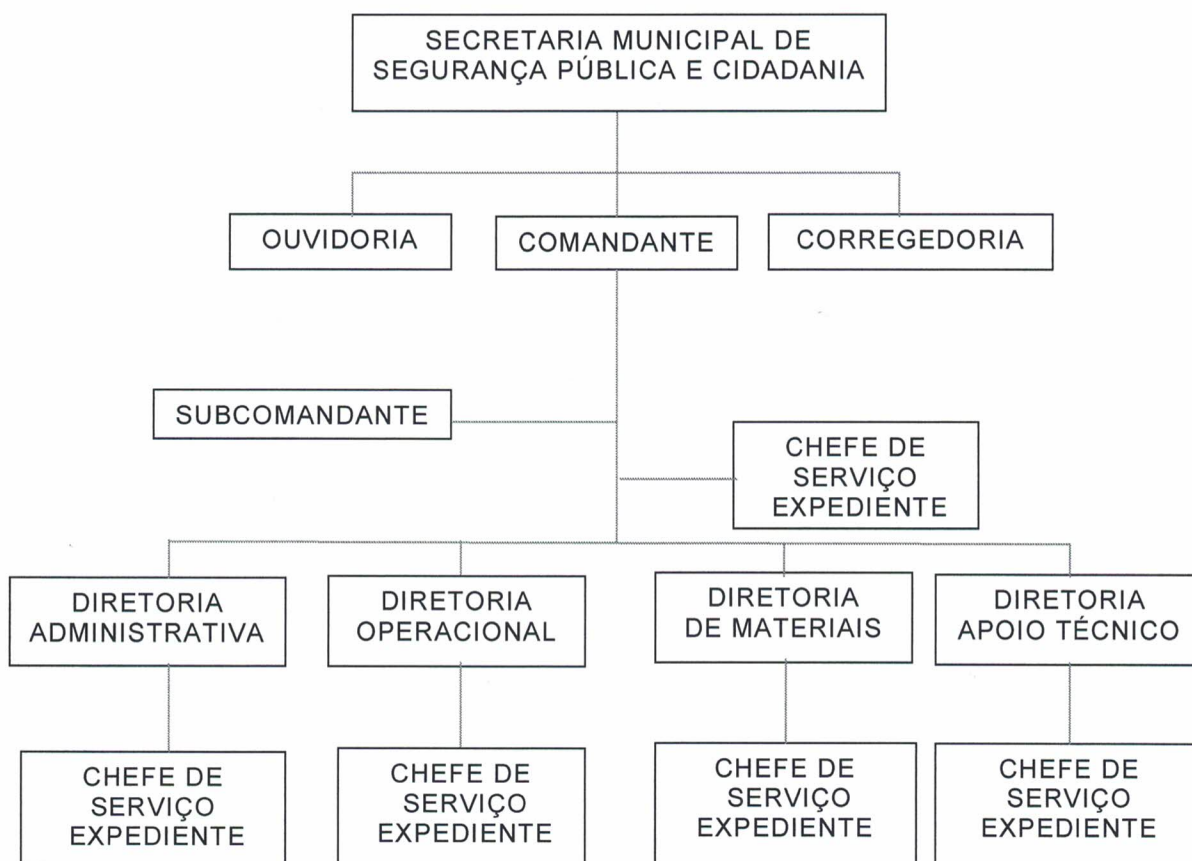 SECRETARIA MUNICIPAL DE
SEGURANÇA PÚBLICA E CIDADANIA
OUVIDORIA
COMANDANTE
CORREGEDORIA
SUBCOMANDANTE
CHEFE DE
SERVIÇO
EXPEDIENTE
DIRETORIA
ADMINISTRATIVA
DIRETORIA
OPERACIONAL
DIRETORIA
DE MATERIAIS
DIRETORIA
APOIO TÉCNICO
CHEFE DE
SERVIÇO
EXPEDIENTE
CHEFE DE
SERVIÇO
EXPEDIENTE
CHEFE DE
SERVIÇO
EXPEDIENTE
CHEFE DE
SERVIÇO
EXPEDIENTE